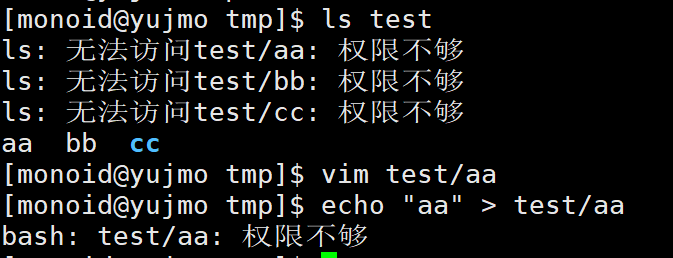 [monoid@yujmo tmp]$ ls test
ls: 无法访问test/aa: 权限不够
ls: 无法访问test/bb: 权限不够
ls: 无法访问test/cc: 权限不够
aa  bb  cc
[monoid@yujmo tmp]$ vim test/aa
[monoid@yujmo tmp]$ echo "aa" > test/aa
bash: test/aa: 权限不够